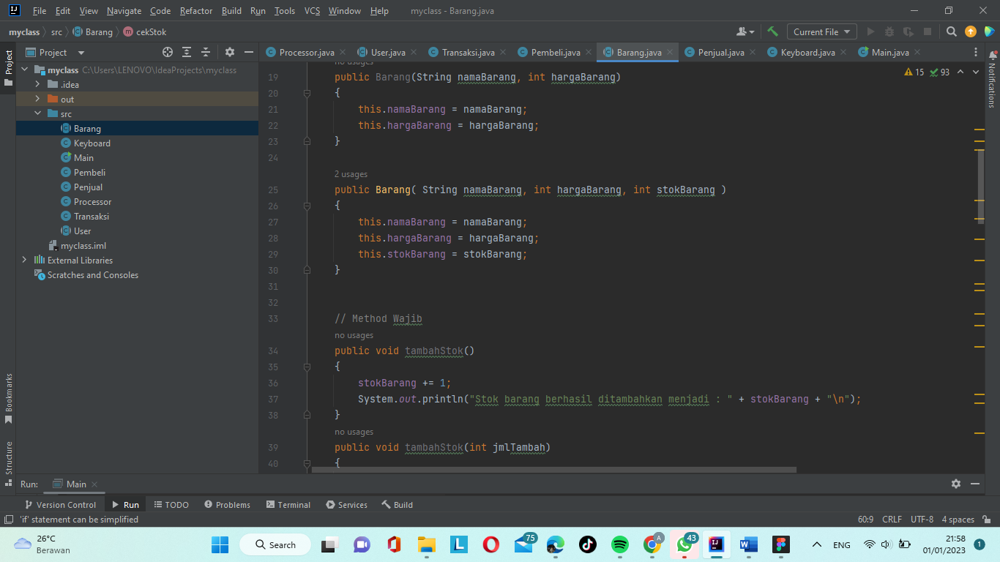 File Edit View Navigate Code Refactor Build Run Tools VCS Window Help myclass - Barang.java
myclass src Barang cekStok Current File
Project Processor.java User.java Transaksi.java Pembeli.java Barang.java Penjual.java Keyboard.java Main.java
Project
Notifications
myclass C:\Users\LENOVO\IdeaProjects\myclass
.idea
out
src
Barang
Keyboard
Main
Pembeli
Penjual
Processor
Transaksi
User
myclass.iml
External Libraries
Scratches and Consoles
Bookmarks
Structure
15 93
no usages
19 public Barang(String namaBarang, int hargaBarang)
20 {
21 this.namaBarang = namaBarang;
22 this.hargaBarang = hargaBarang;
23 }
24
2 usages
25 public Barang( String namaBarang, int hargaBarang, int stokBarang )
26 {
27 this.namaBarang = namaBarang;
28 this.hargaBarang = hargaBarang;
29 this.stokBarang = stokBarang;
30 }
31
32
33 // Method Wajib
no usages
34 public void tambahStok()
35 {
36 stokBarang += 1;
37 System.out.println("Stok barang berhasil ditambahkan menjadi : " + stokBarang + "\n");
38 }
no usages
39 public void tambahStok(int jmlTambah)
40 {
Run: Main
Version Control Run TODO Problems Terminal Services Build
'if' statement can be simplified 60:9 CRLF UTF-8 4 spaces
26°C
Berawan
Search
75
A
43
ENG
21:58
01/01/2023
1